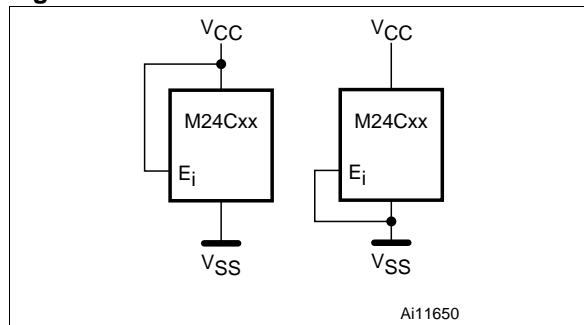 VCC VCC
M24Cxx M24Cxx
Ei Ei
VSS VSS
Ai11650